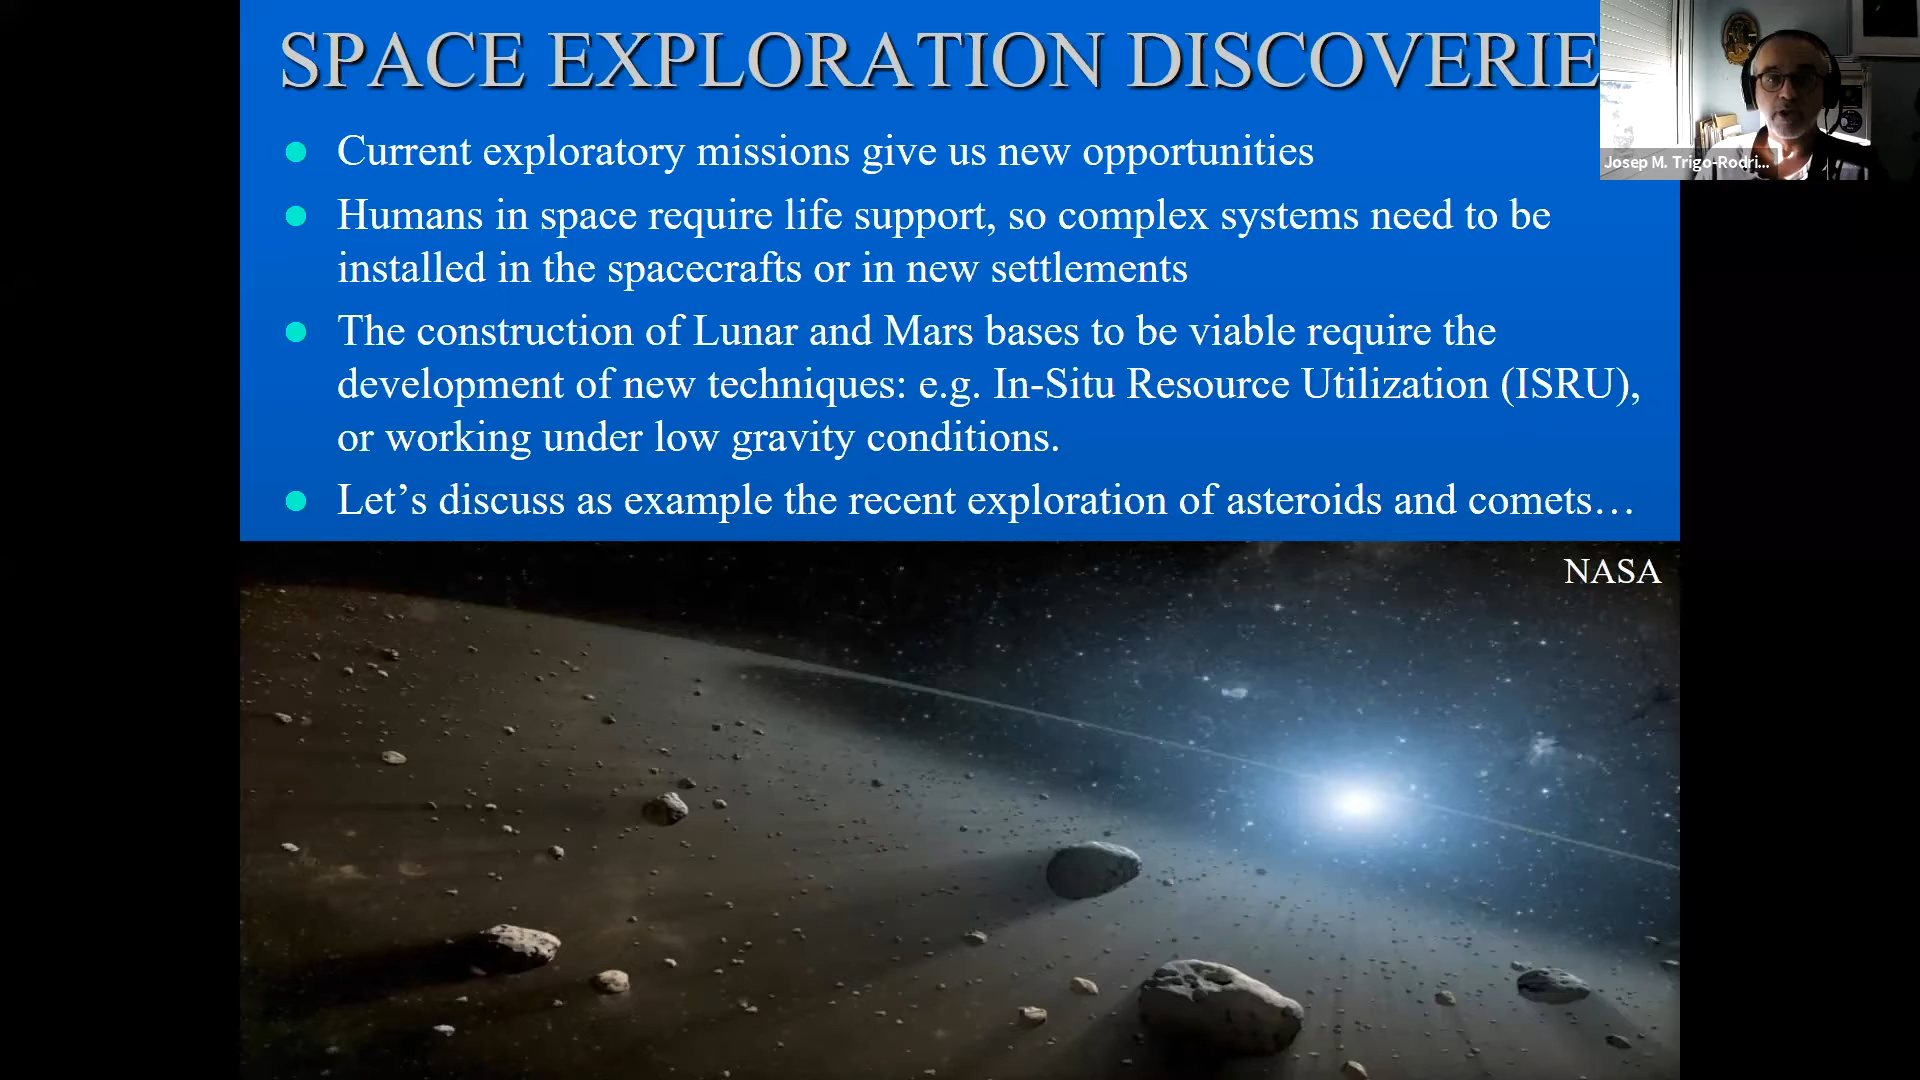 SPACE EXPLORATION DISCOVERIE
Current exploratory missions give us new opportunities
Humans in space require life support, so complex systems need to be
installed in the spacecrafts or in new settlements
The construction of Lunar and Mars bases to be viable require the
development of new techniques: e.g. In-Situ Resource Utilization (ISRU),
or working under low gravity conditions.
Let’s discuss as example the recent exploration of asteroids and comets…
NASA
Josep M. Trigo-Rodri...